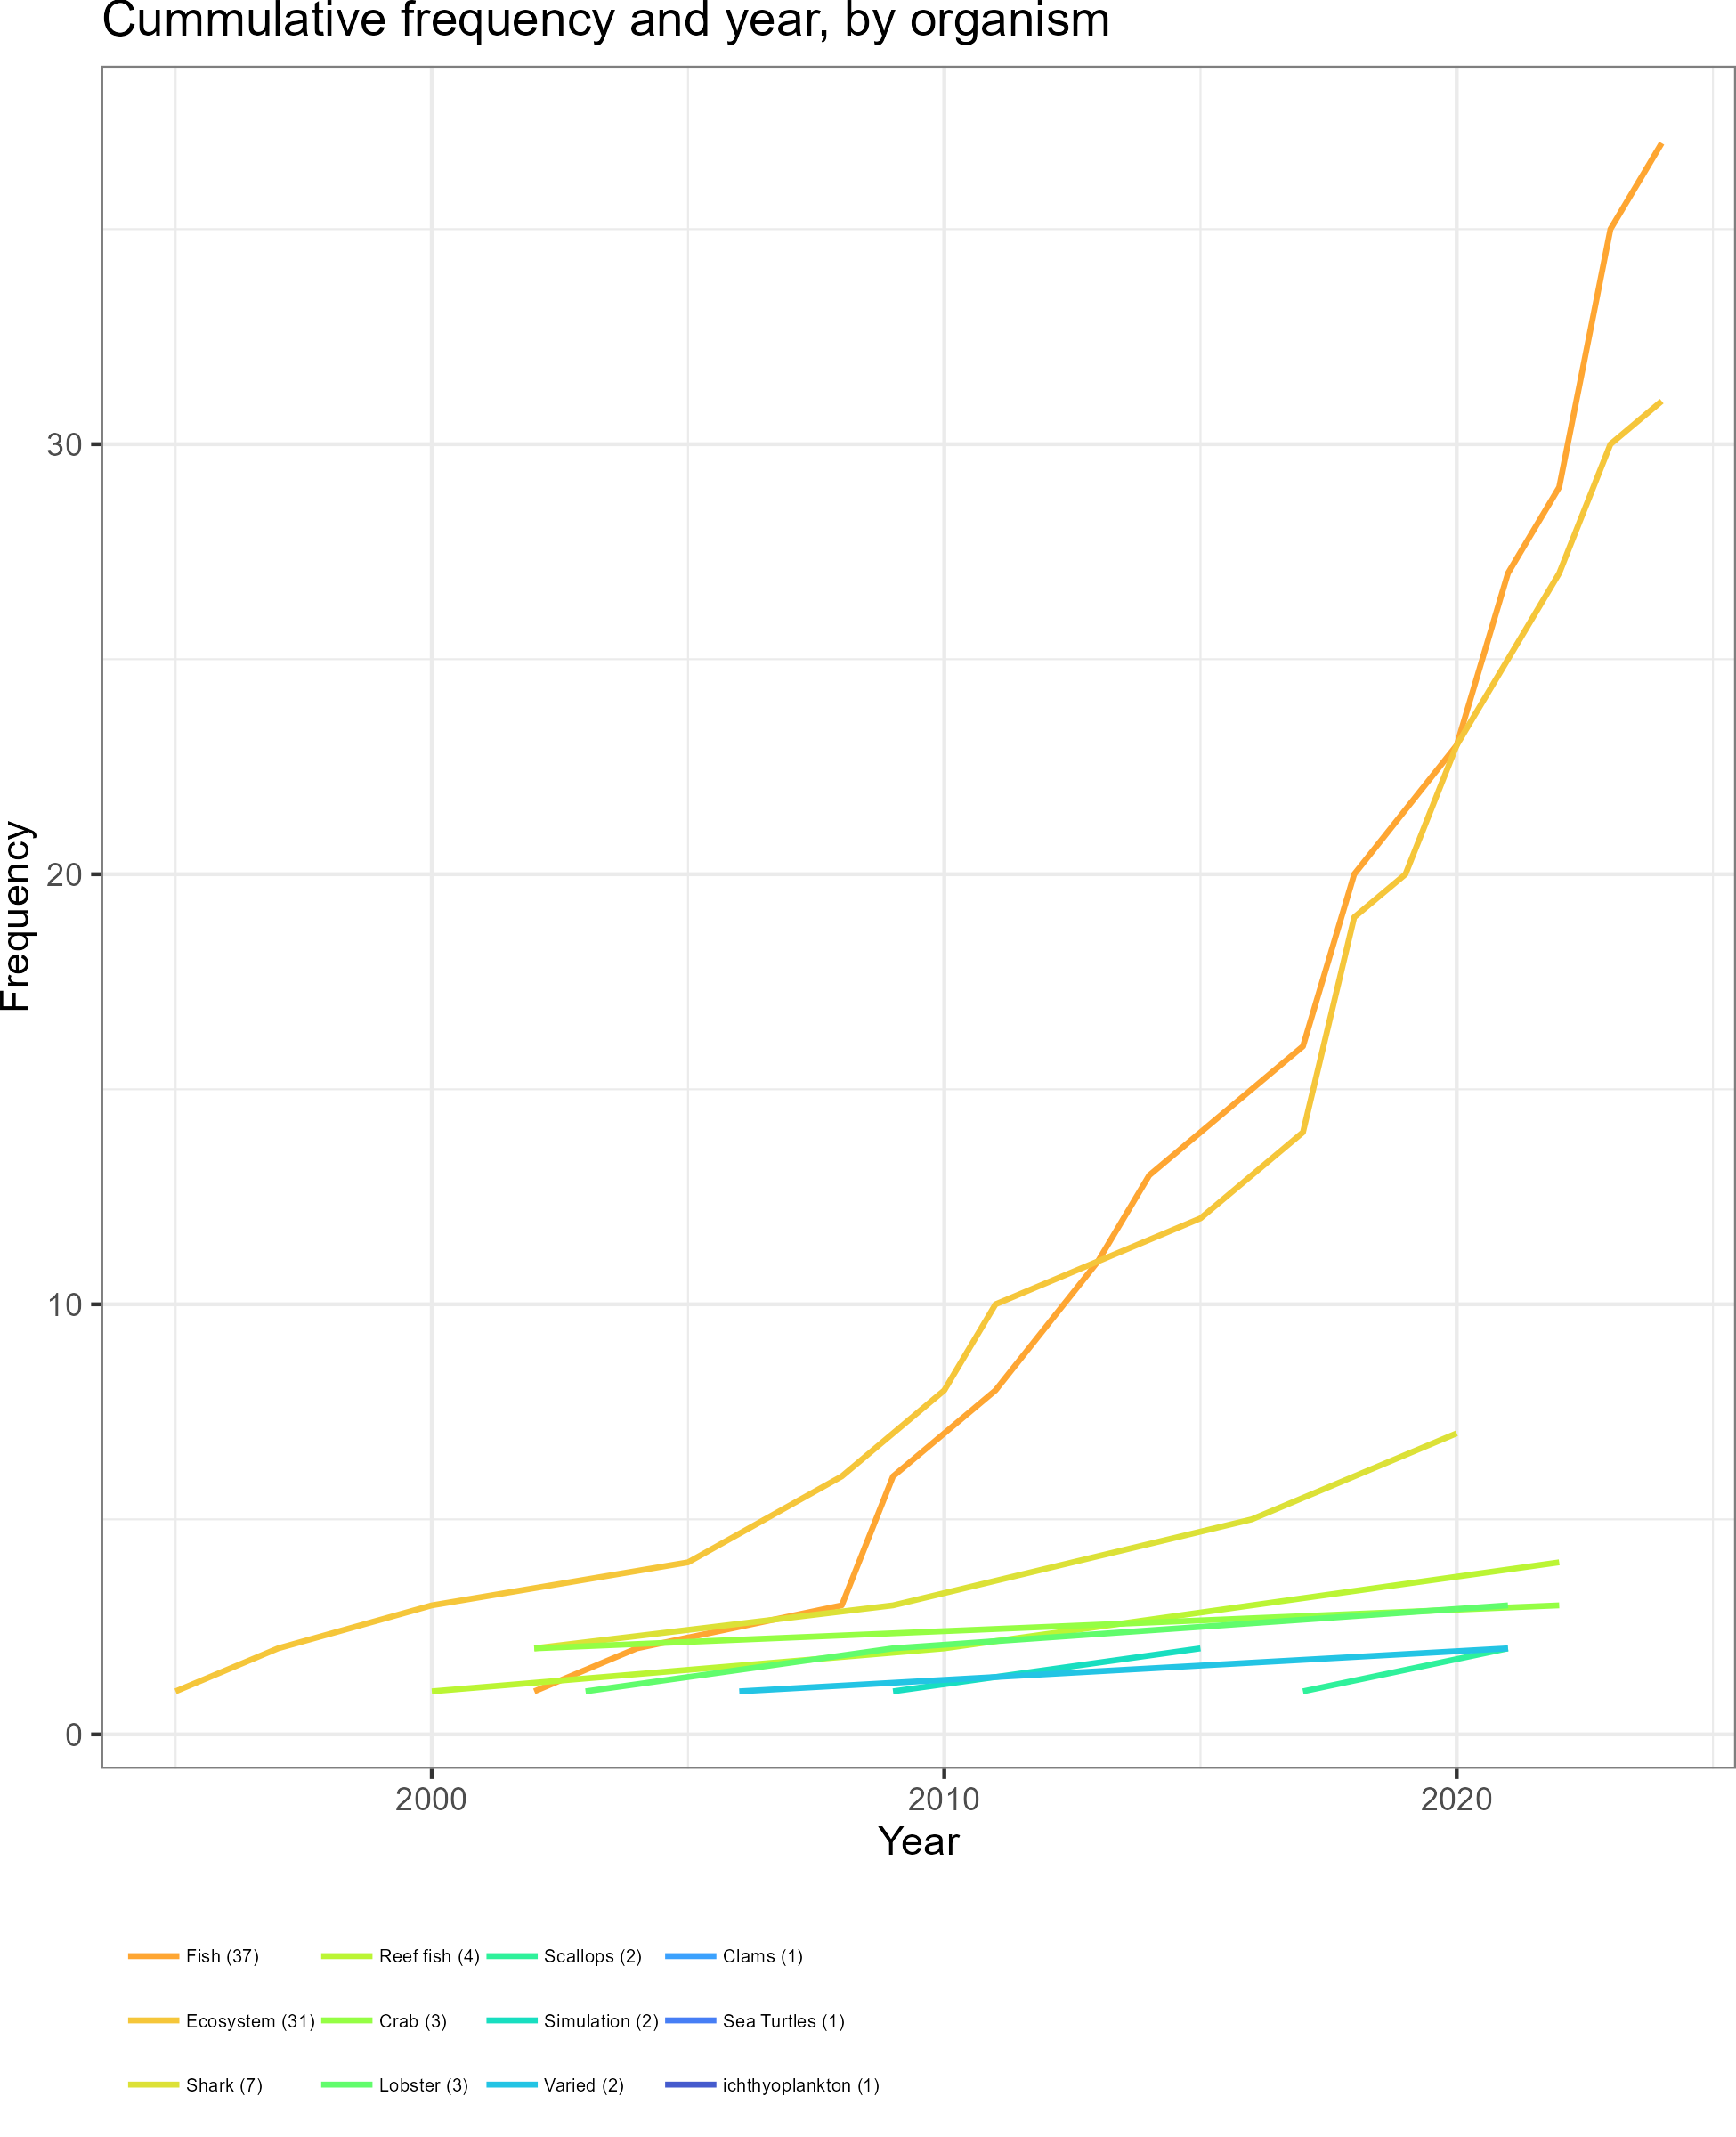 Cummulative frequency and year, by organism
Frequency
30
20
10
0
2000 2010 2020
Year
Fish (37) Reef fish (4) Scallops (2) Clams (1)
Ecosystem (31) Crab (3) Simulation (2) Sea Turtles (1)
Shark (7) Lobster (3) Varied (2) ichthyoplankton (1)